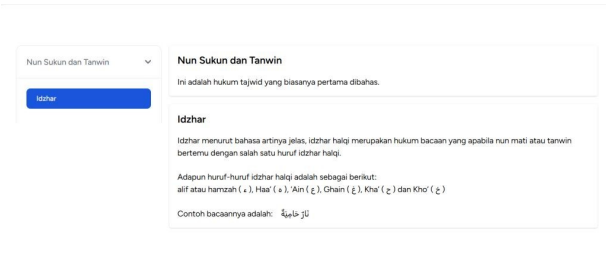 Nun Sukun dan Tanwin
Idzhar
Nun Sukun dan Tanwin
Ini adalah hukum tajwid yang biasanya pertama dibahas.
Idzhar
Idzhar menurut bahasa artinya jelas, idzhar halqi merupakan hukum bacaan yang apabila nun mati atau tanwin
bertemu dengan salah satu huruf idzhar halqi.
Adapun huruf-huruf idzhar halqi adalah sebagai berikut:
alif atau hamzah ( ء ), Haa' ( ه ), 'Ain ( ع ), Ghain ( غ ), Kha' ( ح ) dan Kho' ( خ )
Contoh bacaannya adalah: نَارٌ حَامِيَةٌ